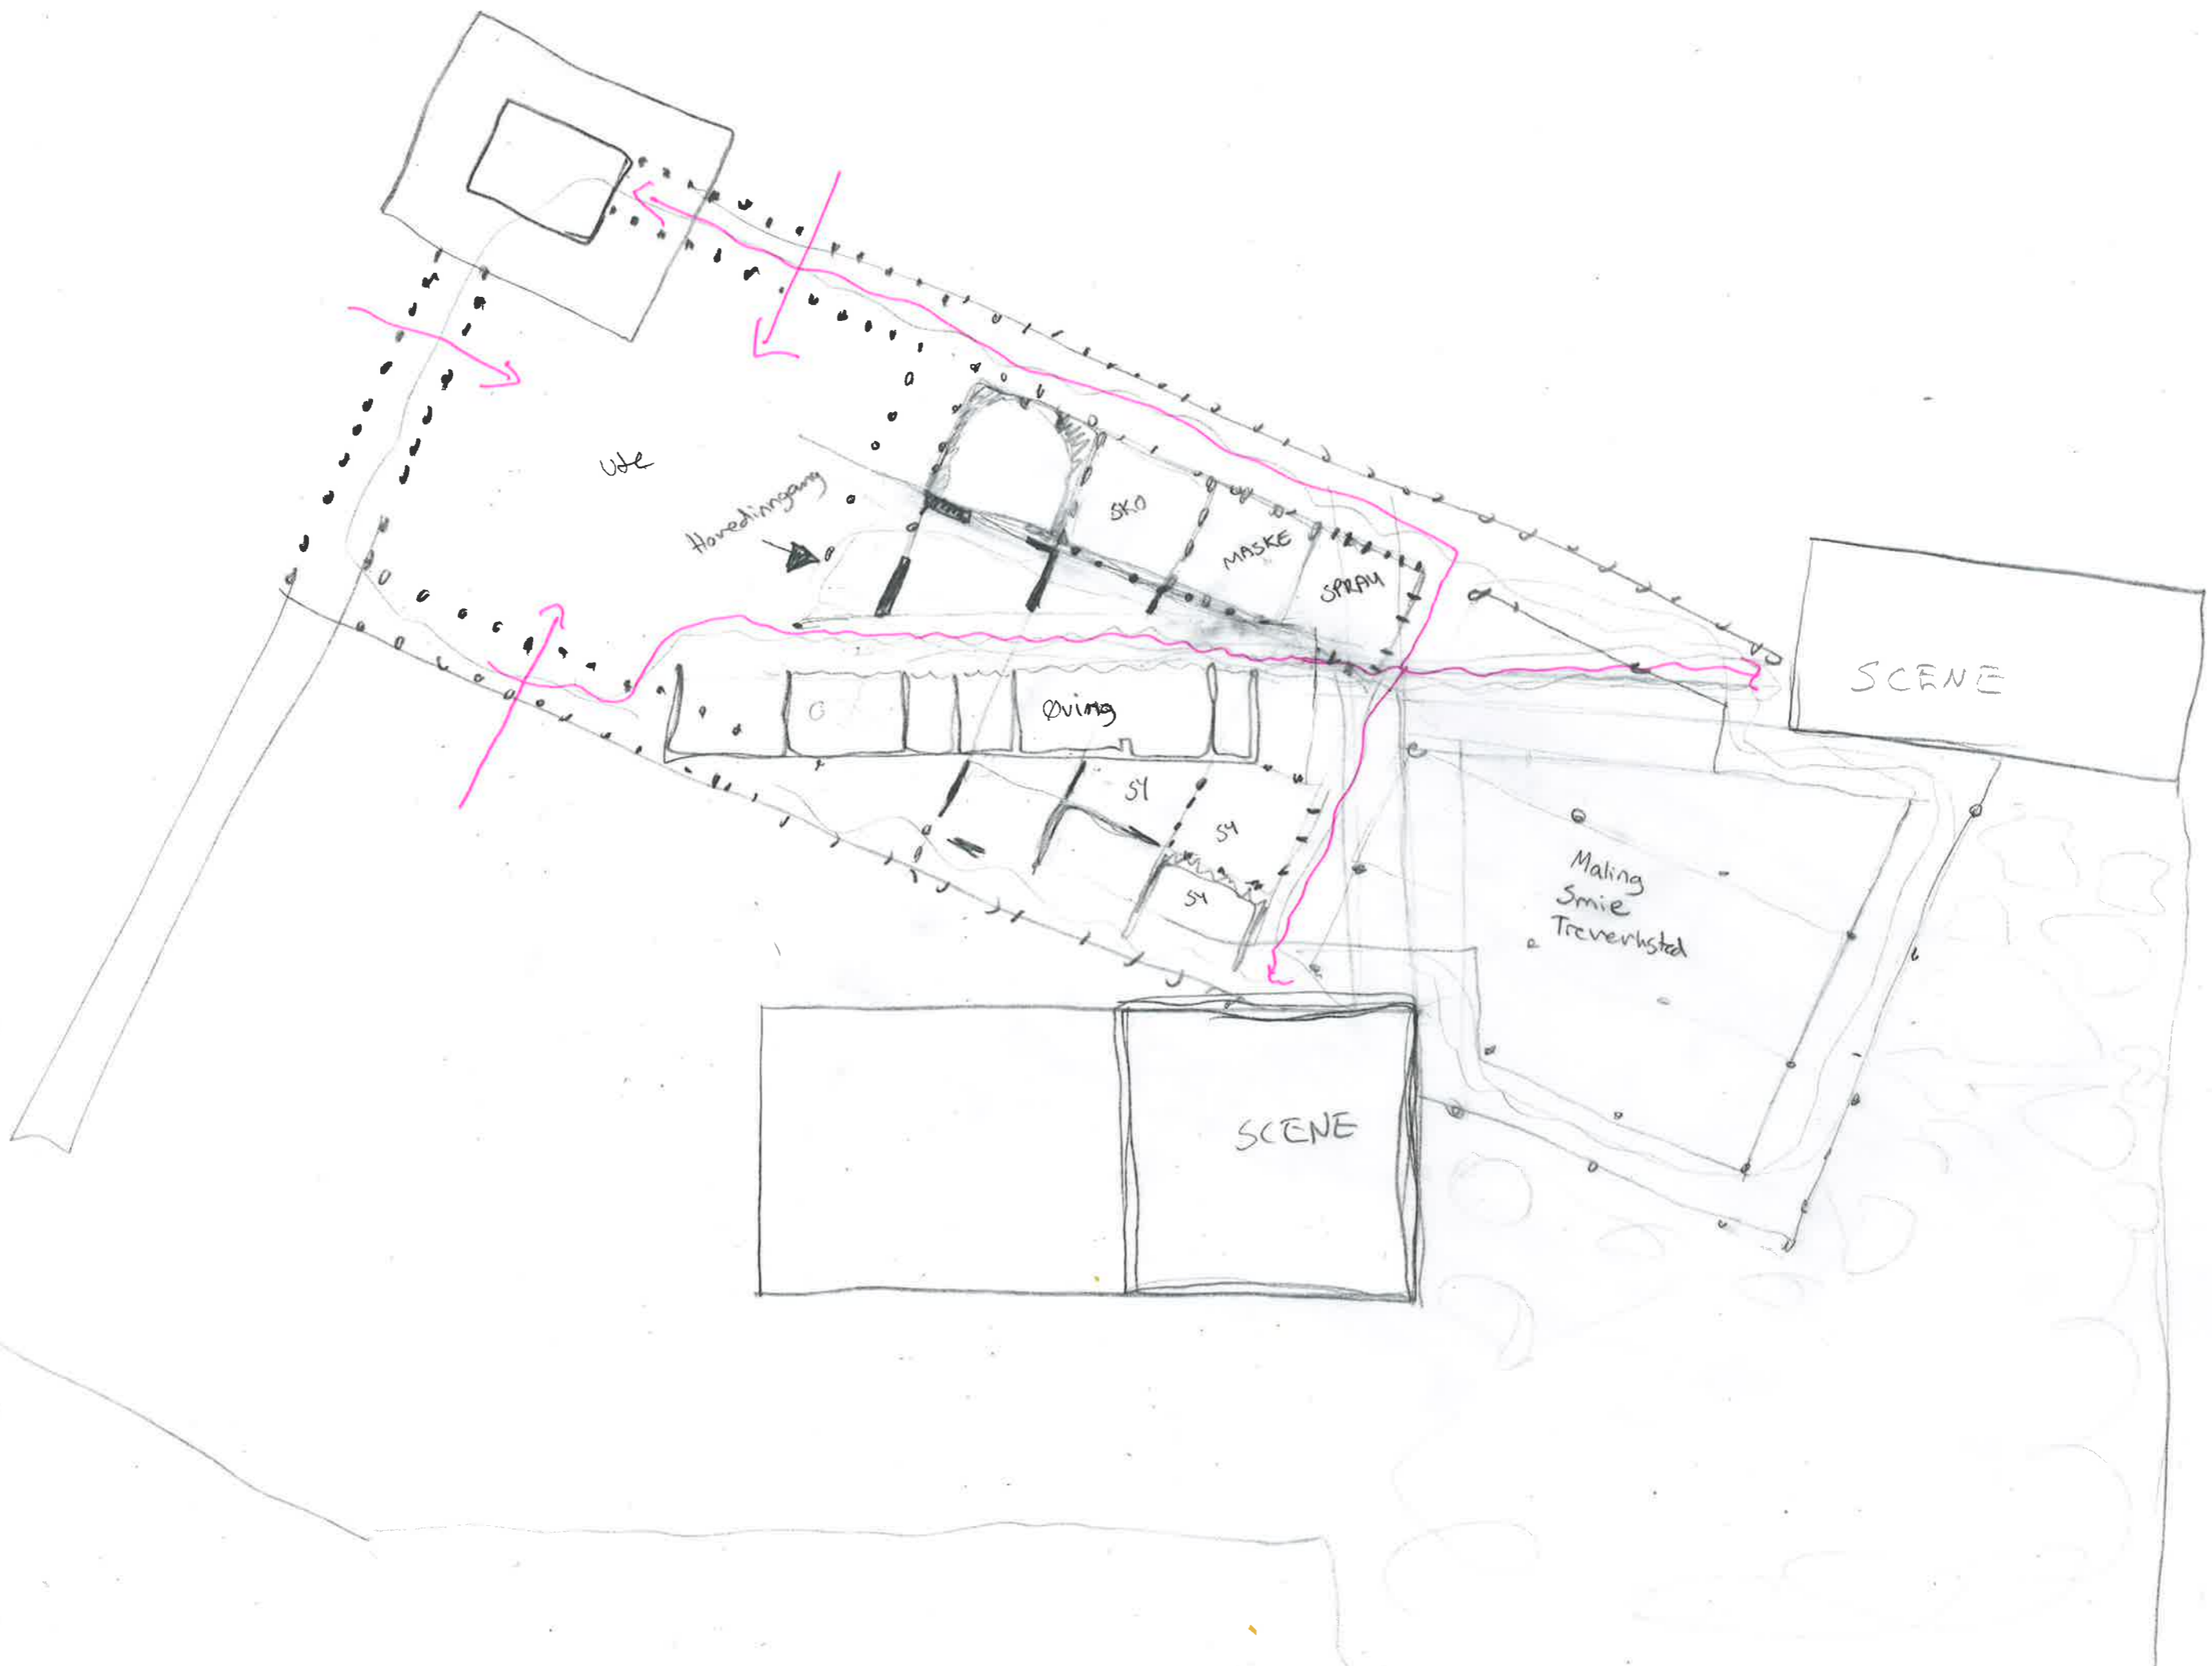 Ute
Hovedinngang
SKO
MASKE
SPRAY
SCENE
Øving
SY
SY
SY
Maling
Smie
Treverksted
SCENE